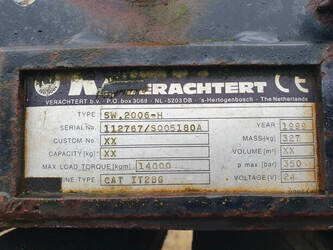 VERACHTERT CE
VERACHTERT b.v. - P.O. box 3069 - NL-5203 DB - 's-Hertogenbosch - The Netherlands
TYPE SW.2006-H
SERIAL No. 112767/S005180A YEAR 1999
CUSTOM No. XX MASS[kg] 327
CAPACITY[kg] XX VOLUME[m³] XX
MAX LOAD TORQUE[kgm] 14000 p max[bar] 350
INE-TYPE CAT IT28G VOLTAGE[V] 24